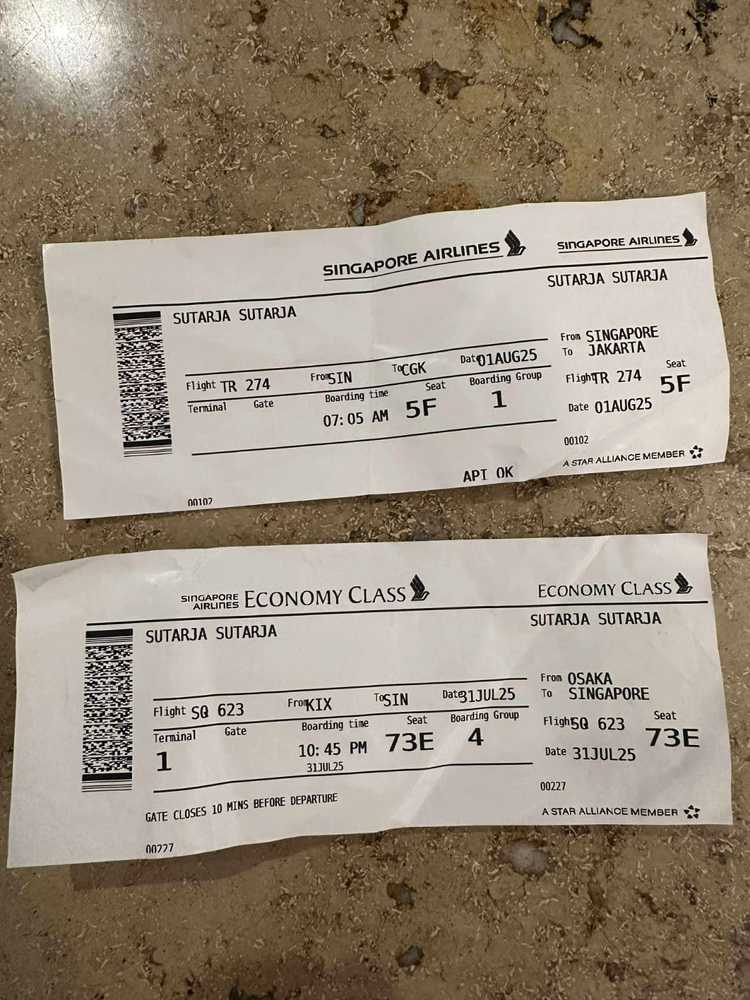 SINGAPORE AIRLINES
SINGAPORE AIRLINES
SUTARJA SUTARJA
SUTARJA SUTARJA
Flight TR 274 From SIN To CGK Date 01AUG25
Terminal Gate Boarding time Seat Boarding Group
07:05 AM 5F 1
API OK
00102
From SINGAPORE
To JAKARTA
Flight TR 274 Seat
5F
Date 01AUG25
00102
A STAR ALLIANCE MEMBER
SINGAPORE AIRLINES ECONOMY CLASS
ECONOMY CLASS
SUTARJA SUTARJA
SUTARJA SUTARJA
Flight SQ 623 From KIX To SIN Date 31JUL25
Terminal Gate Boarding time Seat Boarding Group
1 10:45 PM 73E 4
31JUL25
GATE CLOSES 10 MINS BEFORE DEPARTURE
00227
From OSAKA
To SINGAPORE
Flight SQ 623 Seat
73E
Date 31JUL25
00227
A STAR ALLIANCE MEMBER